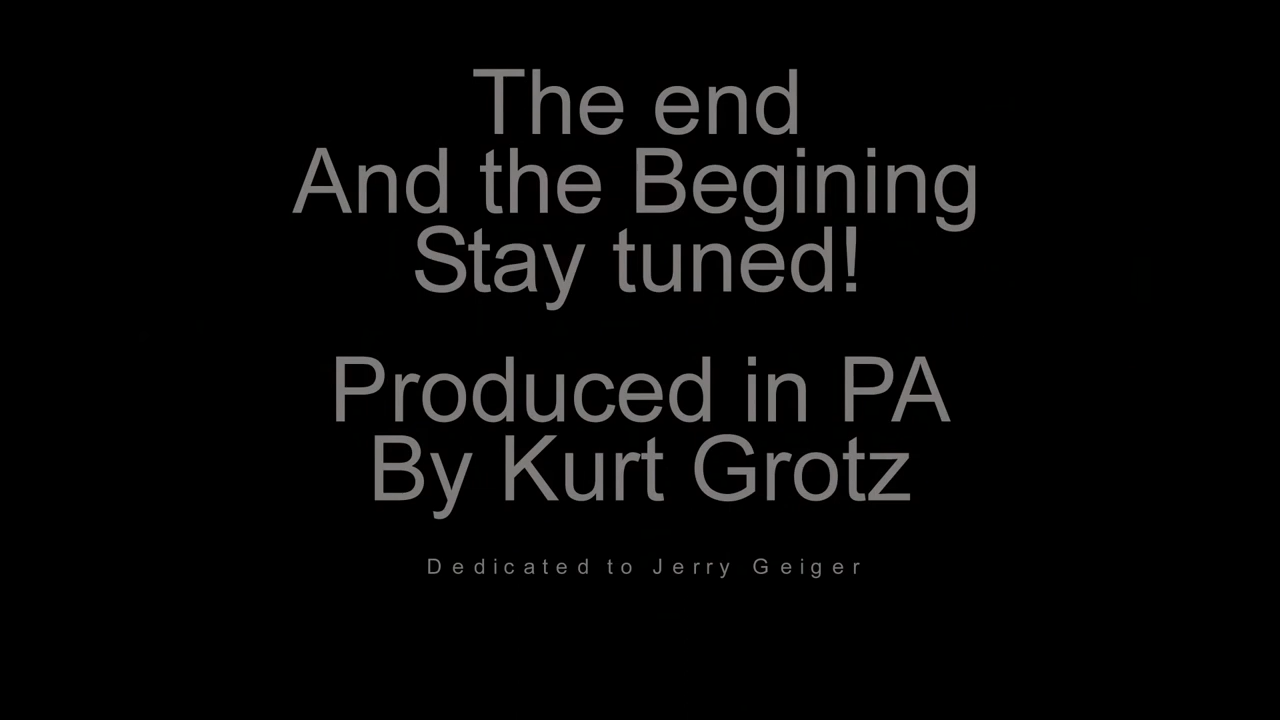 The end
And the Begining
Stay tuned!
Produced in PA
By Kurt Grotz
Dedicated to Jerry Geiger